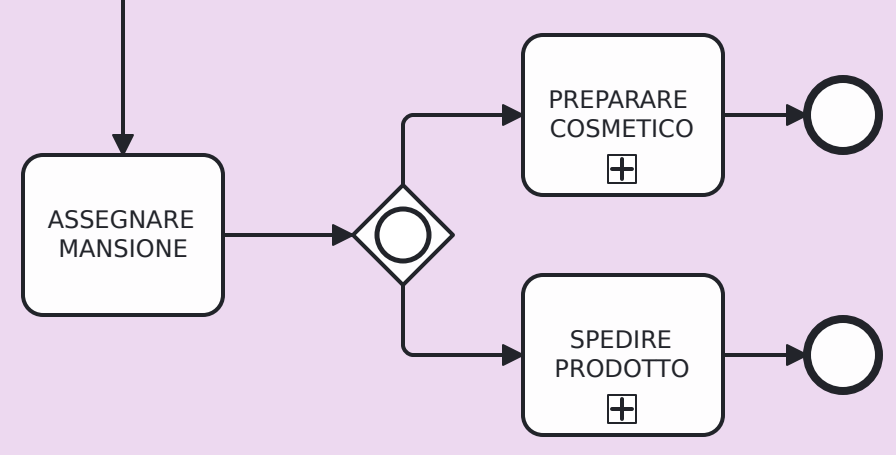 ASSEGNARE
MANSIONE
PREPARARE
COSMETICO
SPEDIRE
PRODOTTO